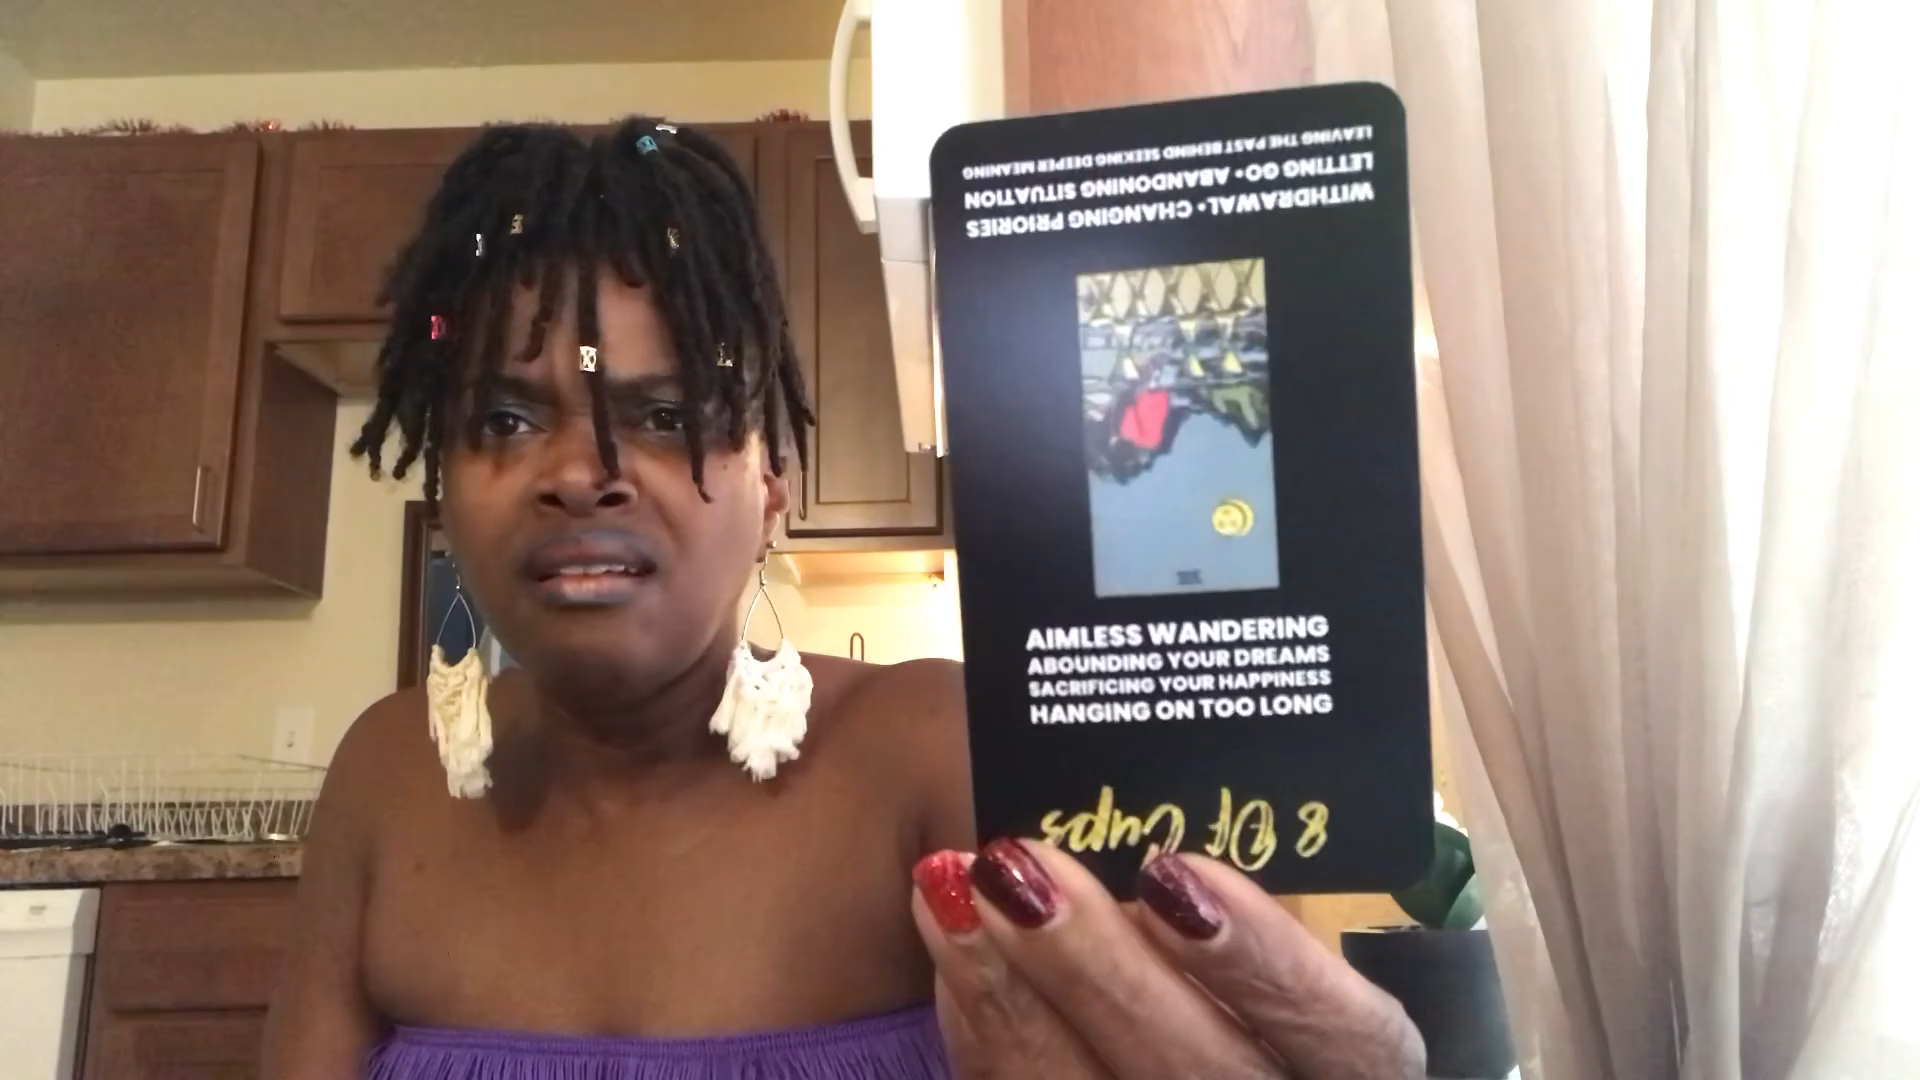 LEAVING THE PAST BEHIND SEEKING DEEPER MEANING
LETTING GO • ABANDONING SITUATION
WITHDRAWAL • CHANGING PRIORIES
AIMLESS WANDERING
ABOUNDING YOUR DREAMS
SACRIFICING YOUR HAPPINESS
HANGING ON TOO LONG
8 Of Cups